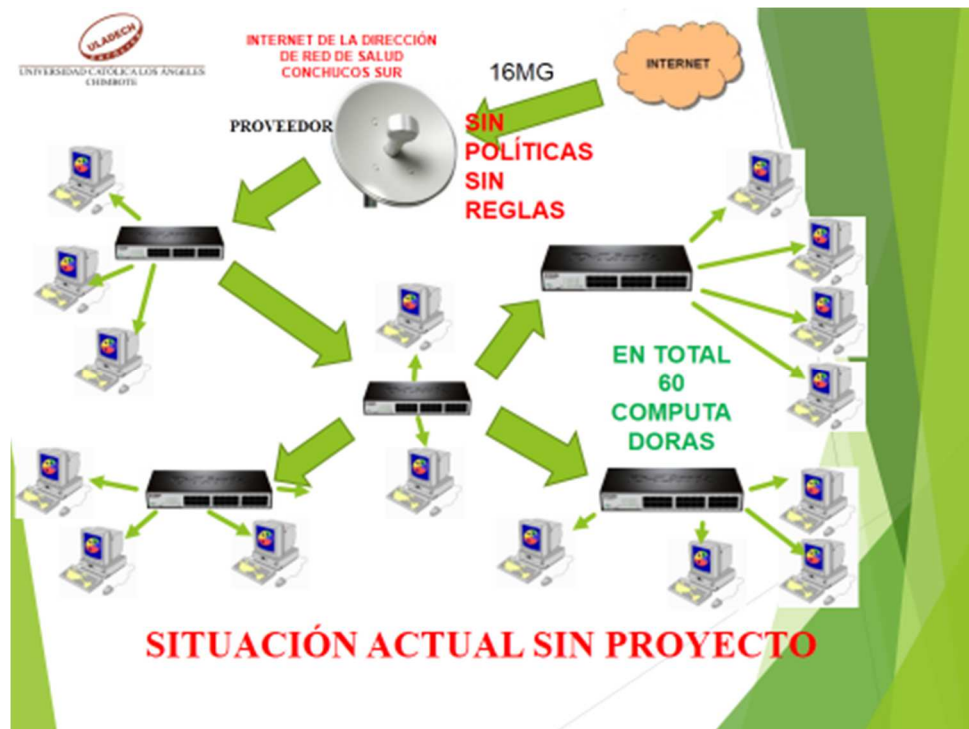 ULADECH
UNIVERSIDAD CATÓLICA LOS ÁNGELES
CHIMBOTE
INTERNET DE LA DIRECCIÓN
DE RED DE SALUD
CONCHUCOS SUR
16MG
INTERNET
PROVEEDOR
SIN
POLÍTICAS
SIN
REGLAS
EN TOTAL
60
COMPUTA
DORAS
SITUACIÓN ACTUAL SIN PROYECTO